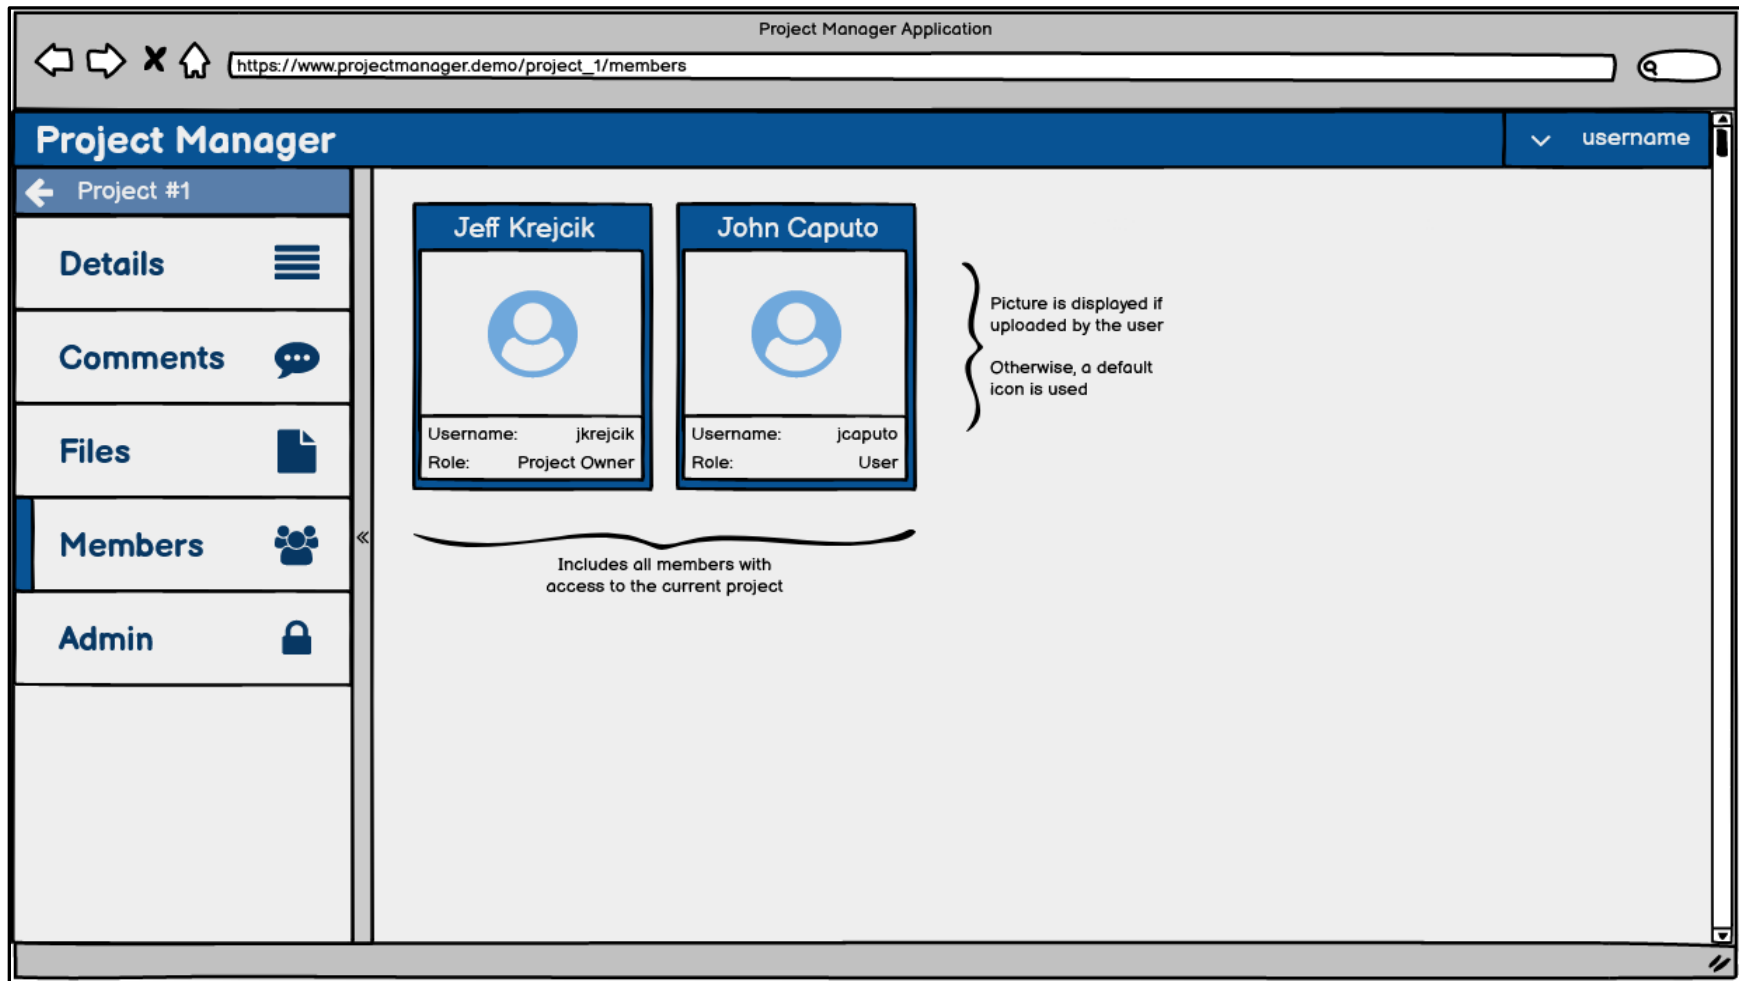 Project Manager Application
https://www.projectmanager.demo/project_1/members
Project Manager
username
Project #1
Details
Comments
Files
Members
Admin
«
Jeff Krejcik
Username: jkrejcik
Role: Project Owner
John Caputo
Username: jcaputo
Role: User
Picture is displayed if
uploaded by the user
Otherwise, a default
icon is used
Includes all members with
access to the current project